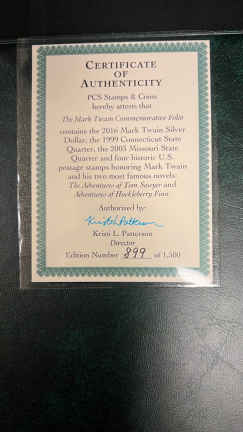 CERTIFICATE
OF
AUTHENTICITY
PCS Stamps & Coins
hereby attests that
The Mark Twain Commemorative Folio
contains the 2016 Mark Twain Silver
Dollar, the 1999 Connecticut State
Quarter, the 2003 Missouri State
Quarter and four historic U.S.
postage stamps honoring Mark Twain
and his two most famous novels:
The Adventures of Tom Sawyer and
Adventures of Huckleberry Finn.
Authorized by:
Kristi L. Patterson
Director
Edition Number 899 of 1,500